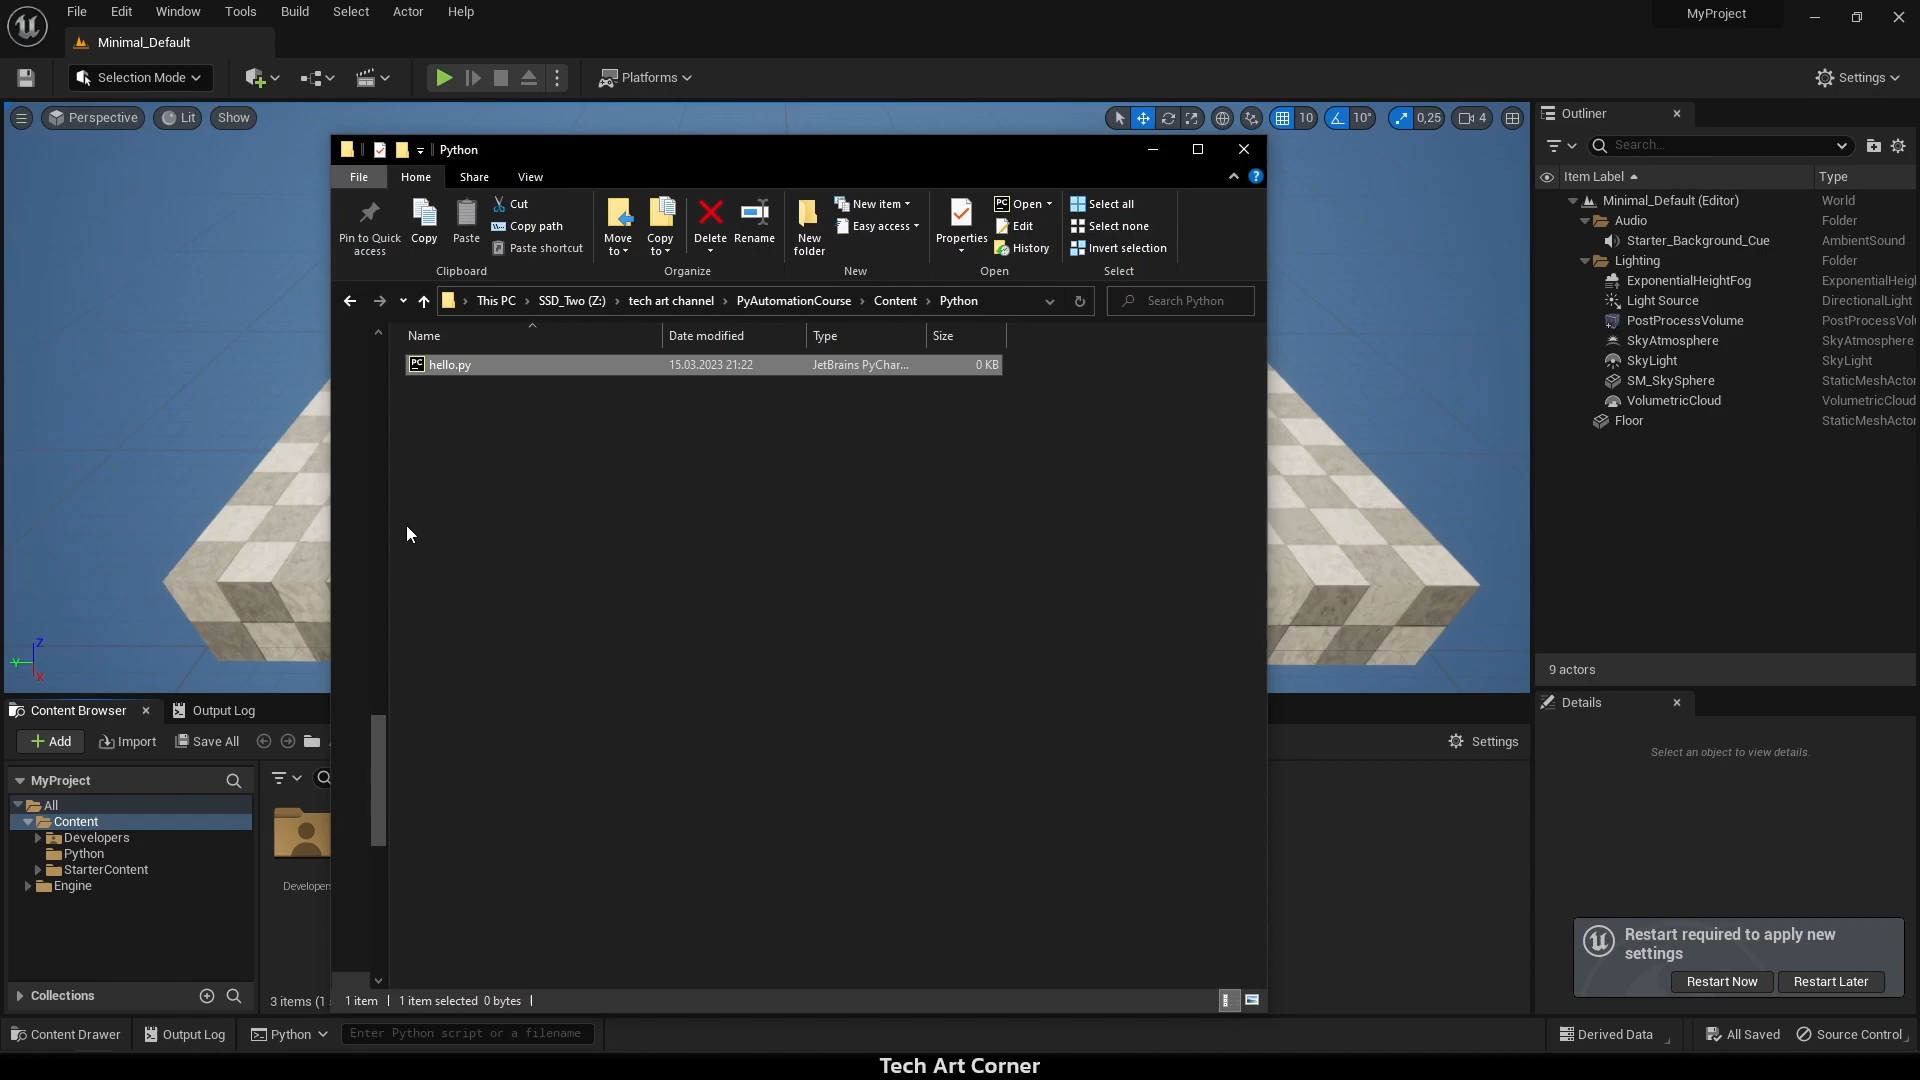 File Edit Window Tools Build Select Actor Help
MyProject
Minimal_Default
Selection Mode
Platforms
Settings
Perspective Lit Show
10 10° 0,25 4
Outliner
Search...
Item Label Type
Minimal_Default (Editor) World
Audio Folder
Starter_Background_Cue AmbientSound
Lighting Folder
ExponentialHeightFog ExponentialHeigl
Light Source DirectionalLight
PostProcessVolume PostProcessVolu
SkyAtmosphere SkyAtmosphere
SkyLight SkyLight
SM_SkySphere StaticMeshActor
VolumetricCloud VolumetricCloud
Floor StaticMeshActor
9 actors
Details
Select an object to view details.
Python
File Home Share View
Pin to Quick access
Copy
Paste
Cut
Copy path
Paste shortcut
Clipboard
Move to
Copy to
Delete
Rename
Organize
New folder
New item
Easy access
New
Properties
Open
Edit
History
Open
Select all
Select none
Invert selection
Select
This PC SSD_Two (Z:) tech art channel PyAutomationCourse Content Python
Search Python
Name Date modified Type Size
PC hello.py 15.03.2023 21:22 JetBrains PyChar... 0 KB
1 item 1 item selected 0 bytes
Content Browser Output Log
Add Import Save All
Settings
MyProject
All
Content
Developers
Python
StarterContent
Engine
Collections
Developers
3 items (1
Restart required to apply new
settings
Restart Now Restart Later
Content Drawer Output Log Python Enter Python script or a filename
Derived Data All Saved Source Control
Tech Art Corner